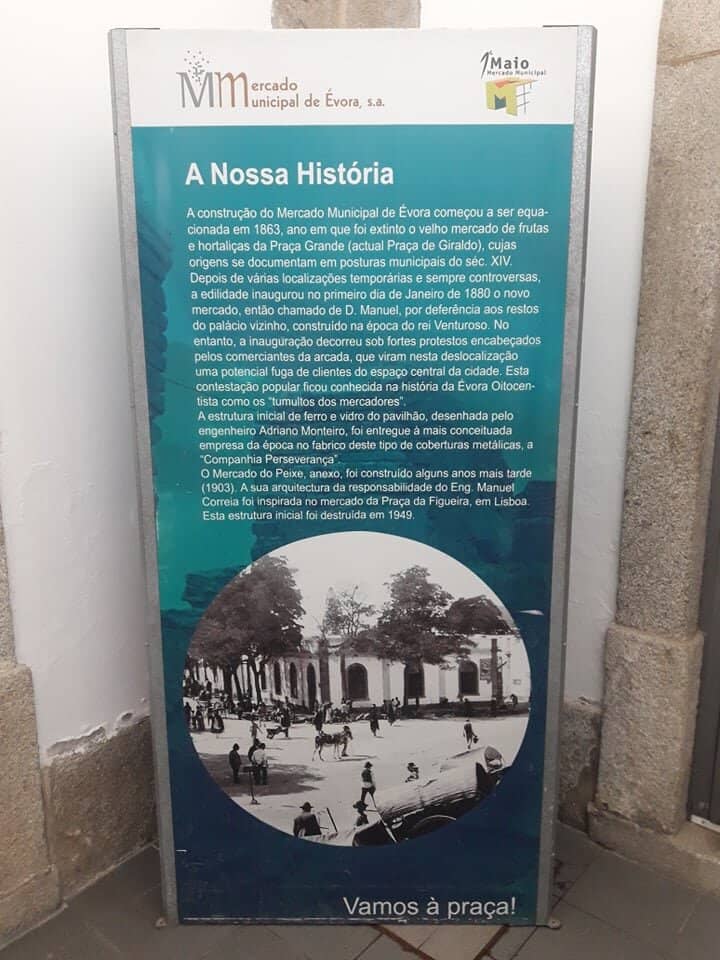 Mm ercado
unicipal de Évora, s.a.
1º Maio
Mercado Municipal
M
A Nossa História
A construção do Mercado Municipal de Évora começou a ser equa-
cionada em 1863, ano em que foi extinto o velho mercado de frutas
e hortaliças da Praça Grande (actual Praça de Giraldo), cujas
origens se documentam em posturas municipais do séc. XIV.
Depois de várias localizações temporárias e sempre controversas,
a edilidade inaugurou no primeiro dia de Janeiro de 1880 o novo
mercado, então chamado de D. Manuel, por deferência aos restos
do palácio vizinho, construído na época do rei Venturoso. No
entanto, a inauguração decorreu sob fortes protestos encabeçados
pelos comerciantes da arcada, que viram nesta deslocalização
uma potencial fuga de clientes do espaço central da cidade. Esta
contestação popular ficou conhecida na história da Évora Oitocen-
tista como os “tumultos dos mercadores”.
A estrutura inicial de ferro e vidro do pavilhão, desenhada pelo
engenheiro Adriano Monteiro, foi entregue à mais conceituada
empresa da época no fabrico deste tipo de coberturas metálicas, a
“Companhia Perseverança”.
O Mercado do Peixe, anexo, foi construído alguns anos mais tarde
(1903). A sua arquitectura da responsabilidade do Eng. Manuel
Correia foi inspirada no mercado da Praça da Figueira, em Lisboa.
Esta estrutura inicial foi destruída em 1949.
Vamos à praça!